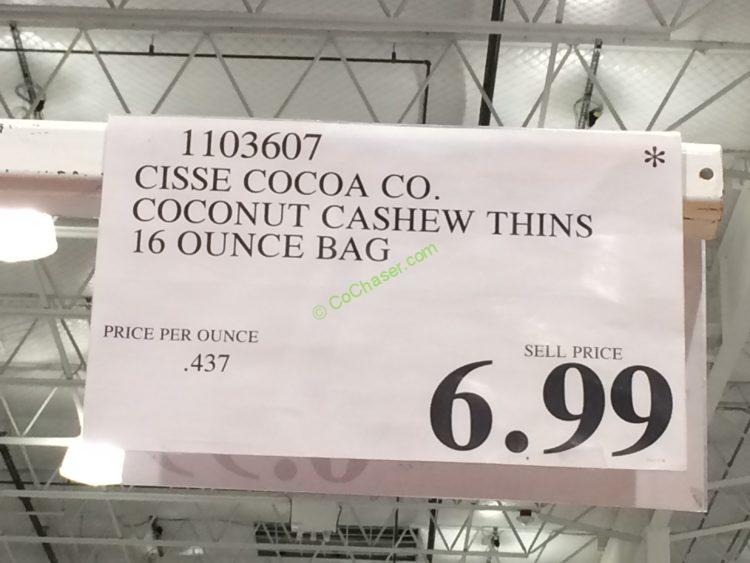 1103607
*
CISSE COCOA CO.
COCONUT CASHEW THINS
16 OUNCE BAG
© CoChaser.com
PRICE PER OUNCE
.437
SELL PRICE
6.99